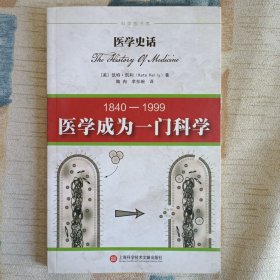 科学图书馆
医学史话
The History Of Medicine
[美] 凯特·凯利 (Kate Kelly) 著
1840—1999
医学成为一门科学
上海科学技术文献出版社